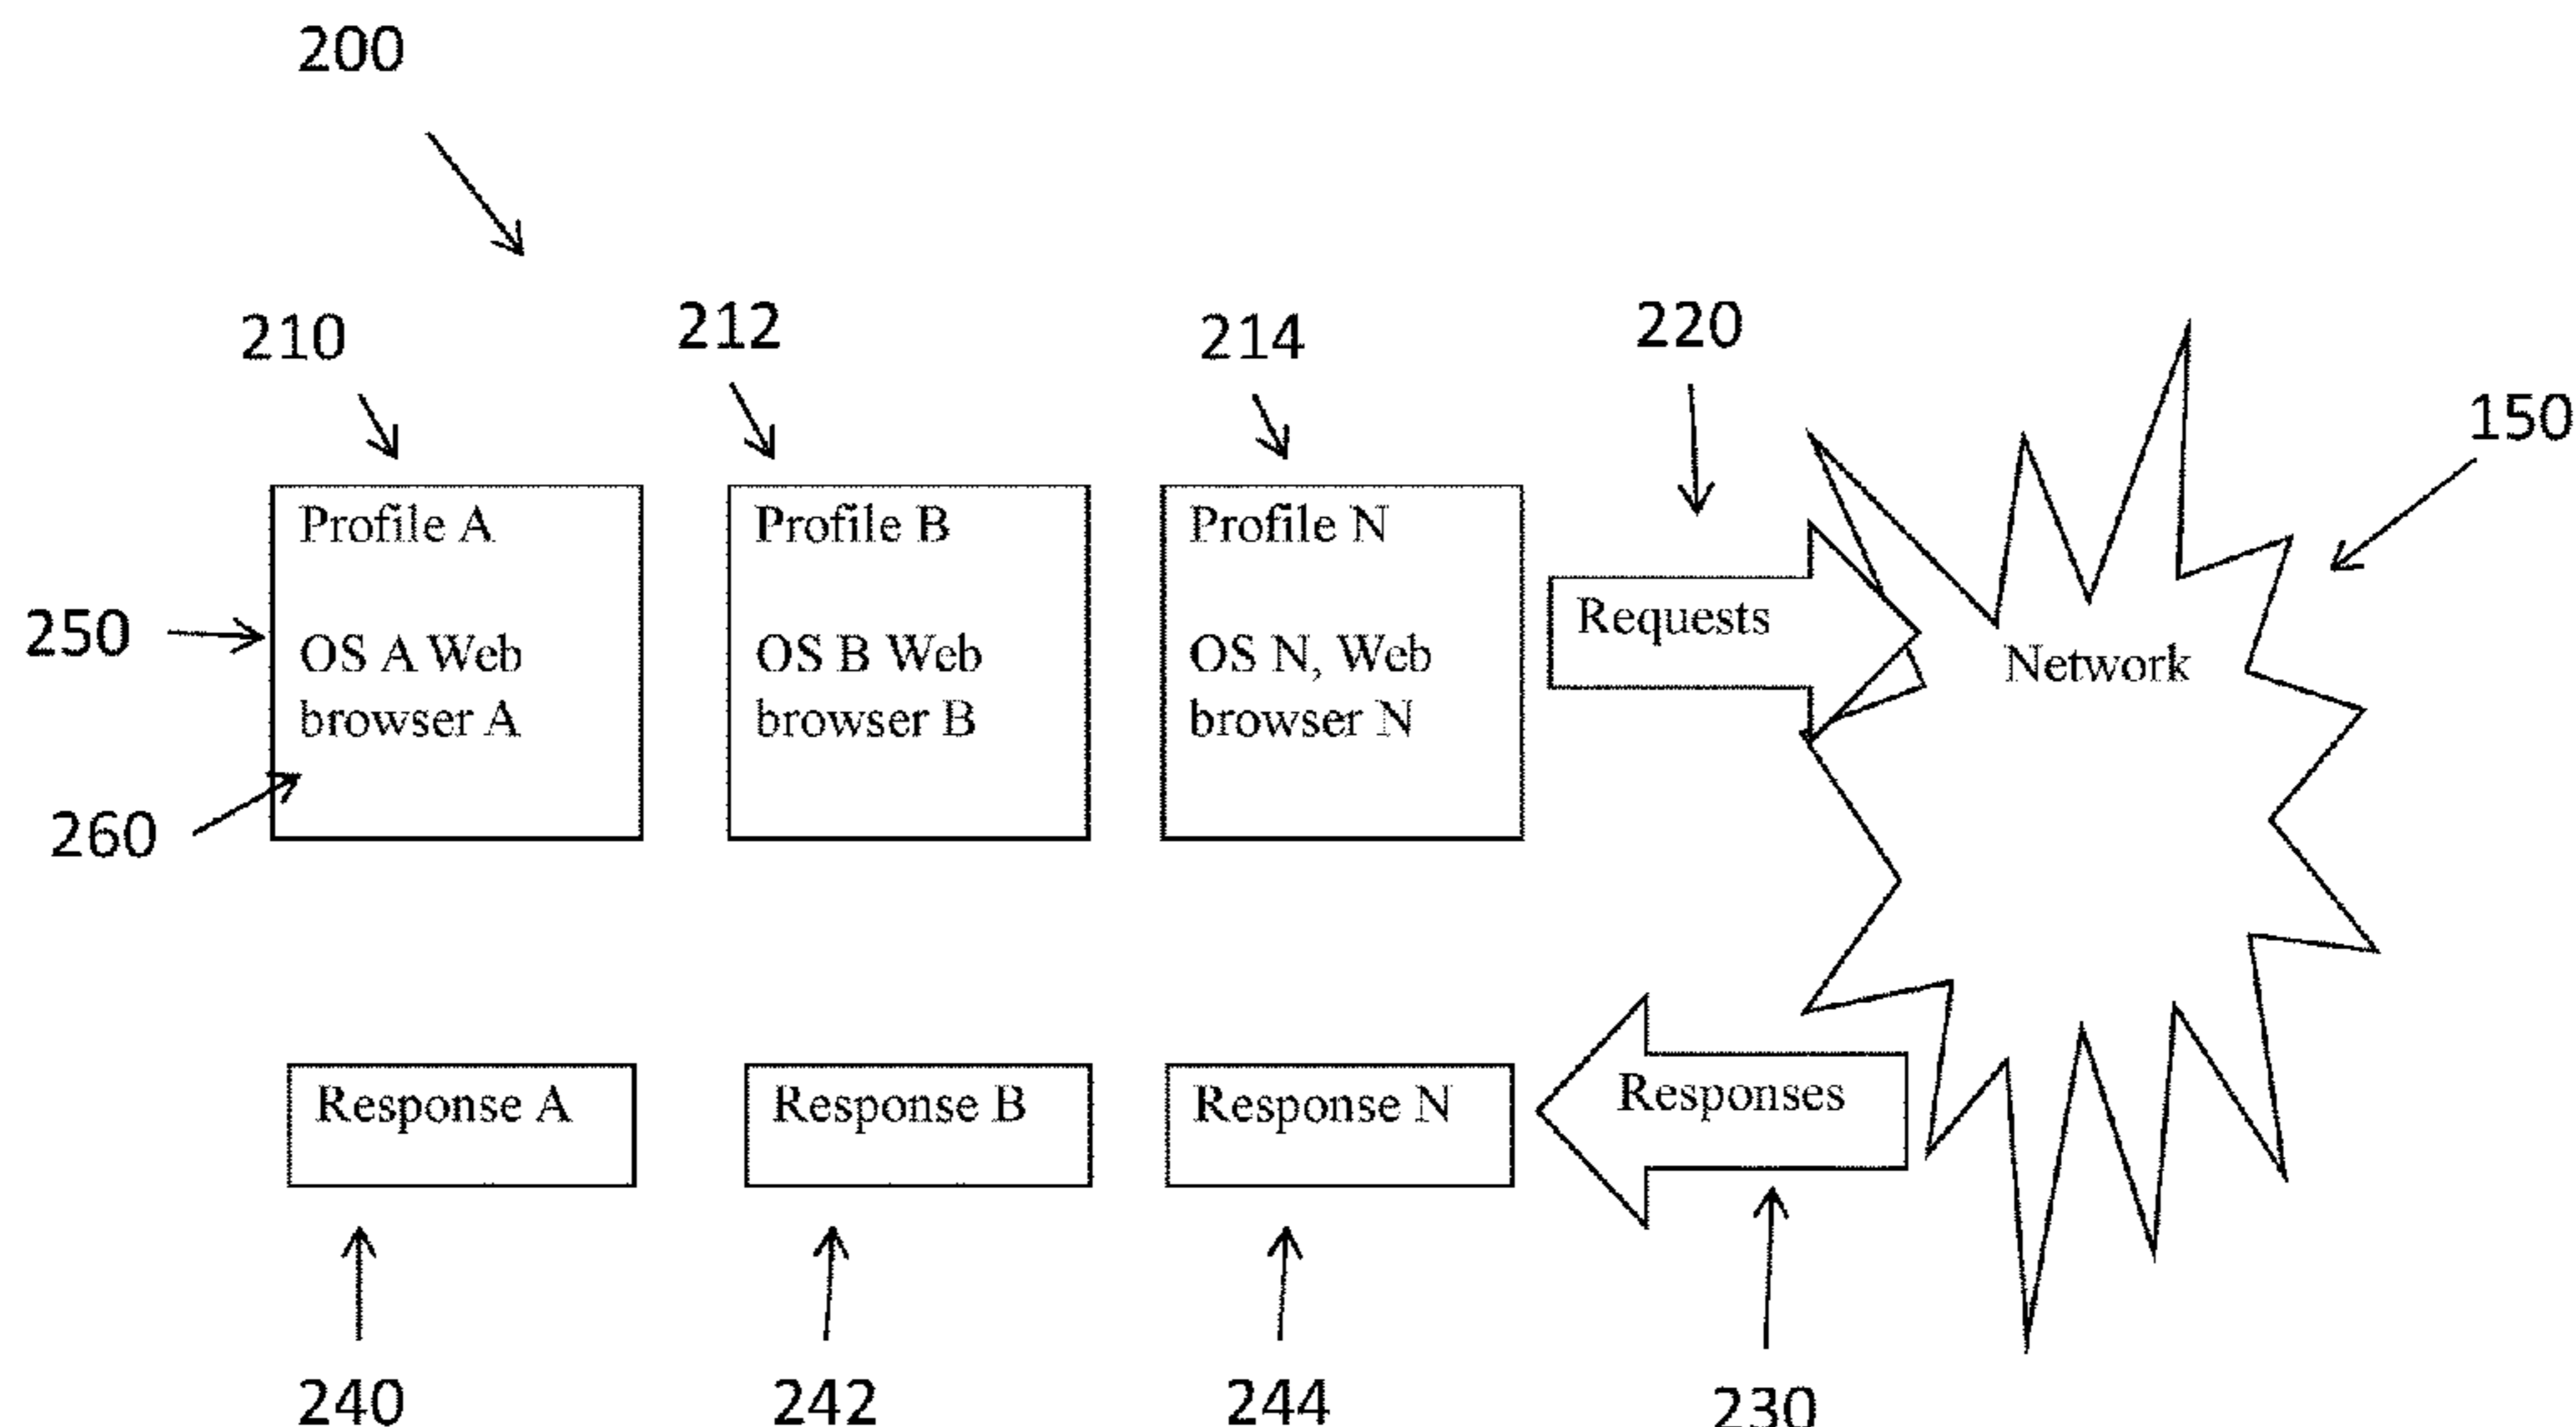 200
210
212
214
220
150
Profile A
OS A Web
browser A
Profile B
OS B Web
browser B
Profile N
OS N, Web
browser N
Requests
Network
250
260
Response A
Response B
Response N
Responses
240
242
244
230